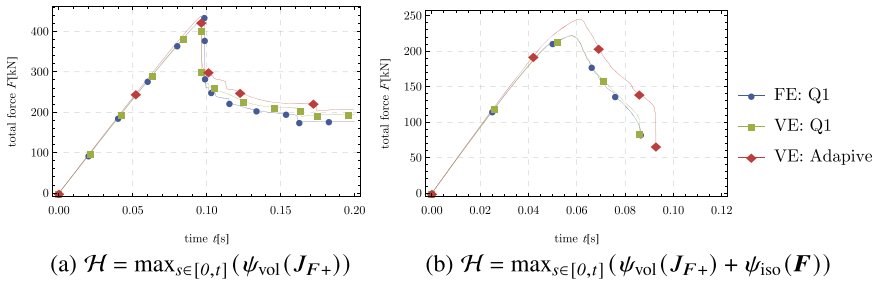 total force F[kN]
400
300
200
100
0
0.00 0.05 0.10 0.15 0.20
time t[s]
(a) ℋ = max_{s∈[0,t]}(ψ_vol(J_{F+}))
total force F[kN]
250
200
150
100
50
0
0.00 0.02 0.04 0.06 0.08 0.10 0.12
time t[s]
(b) ℋ = max_{s∈[0,t]}(ψ_vol(J_{F+}) + ψ_iso(F))
FE: Q1
VE: Q1
VE: Adapive